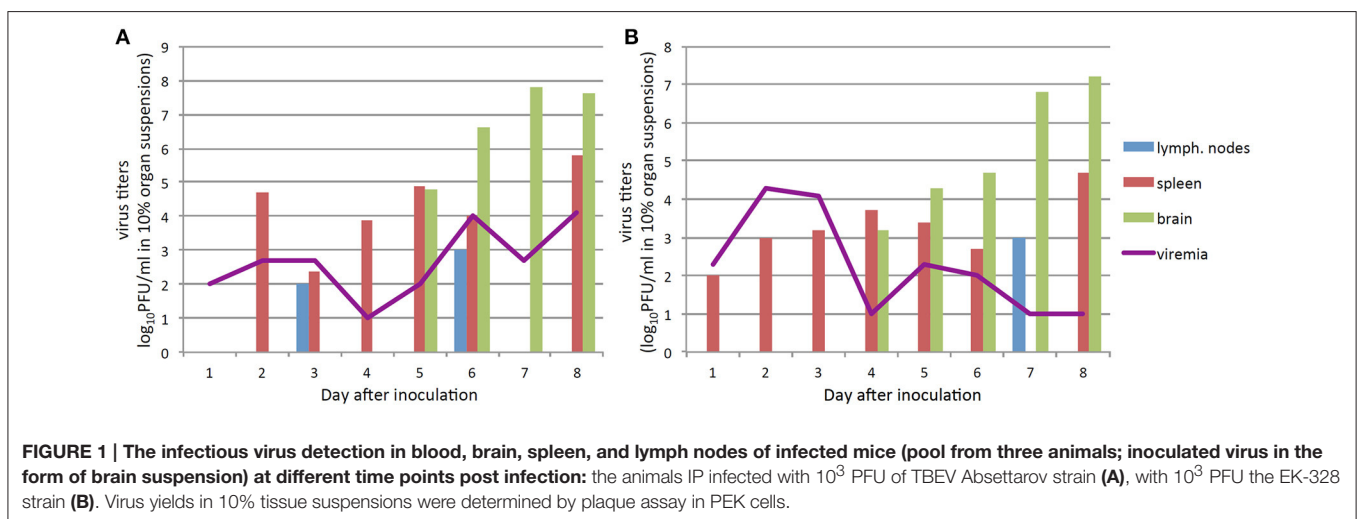 A
virus titers
log10PFU/ml in 10% organ suspensions)
9
8
7
6
5
4
3
2
1
0
1 2 3 4 5 6 7 8
Day after inoculation
B
virus titers
(log10PFU/ml in 10% organ suspensions)
8
7
6
5
4
3
2
1
0
1 2 3 4 5 6 7 8
Day after inoculation
lymph. nodes
spleen
brain
viremia
FIGURE 1 | The infectious virus detection in blood, brain, spleen, and lymph nodes of infected mice (pool from three animals; inoculated virus in the
form of brain suspension) at different time points post infection: the animals IP infected with 10³ PFU of TBEV Absettarov strain (A), with 10³ PFU the EK-328
strain (B). Virus yields in 10% tissue suspensions were determined by plaque assay in PEK cells.